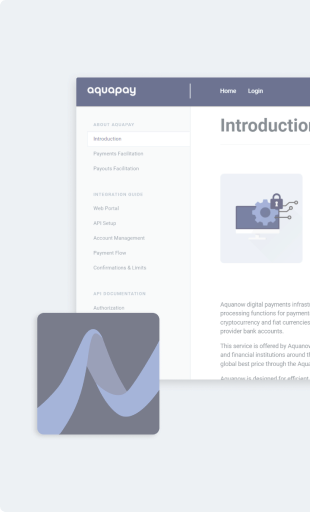 aquapay
Home Login
ABOUT AQUAPAY
Introduction
Payments Facilitation
Payouts Facilitation
INTEGRATION GUIDE
Web Portal
API Setup
Account Management
Payment Flow
Confirmations & Limits
API DOCUMENTATION
Authorization
Introduction
Aquanow digital payments infrastr
processing functions for payment
cryptocurrency and fiat currencies
provider bank accounts.
This service is offered by Aquanow
and financial institutions around th
global best price through the Aqua
Aquanow is designed for efficient